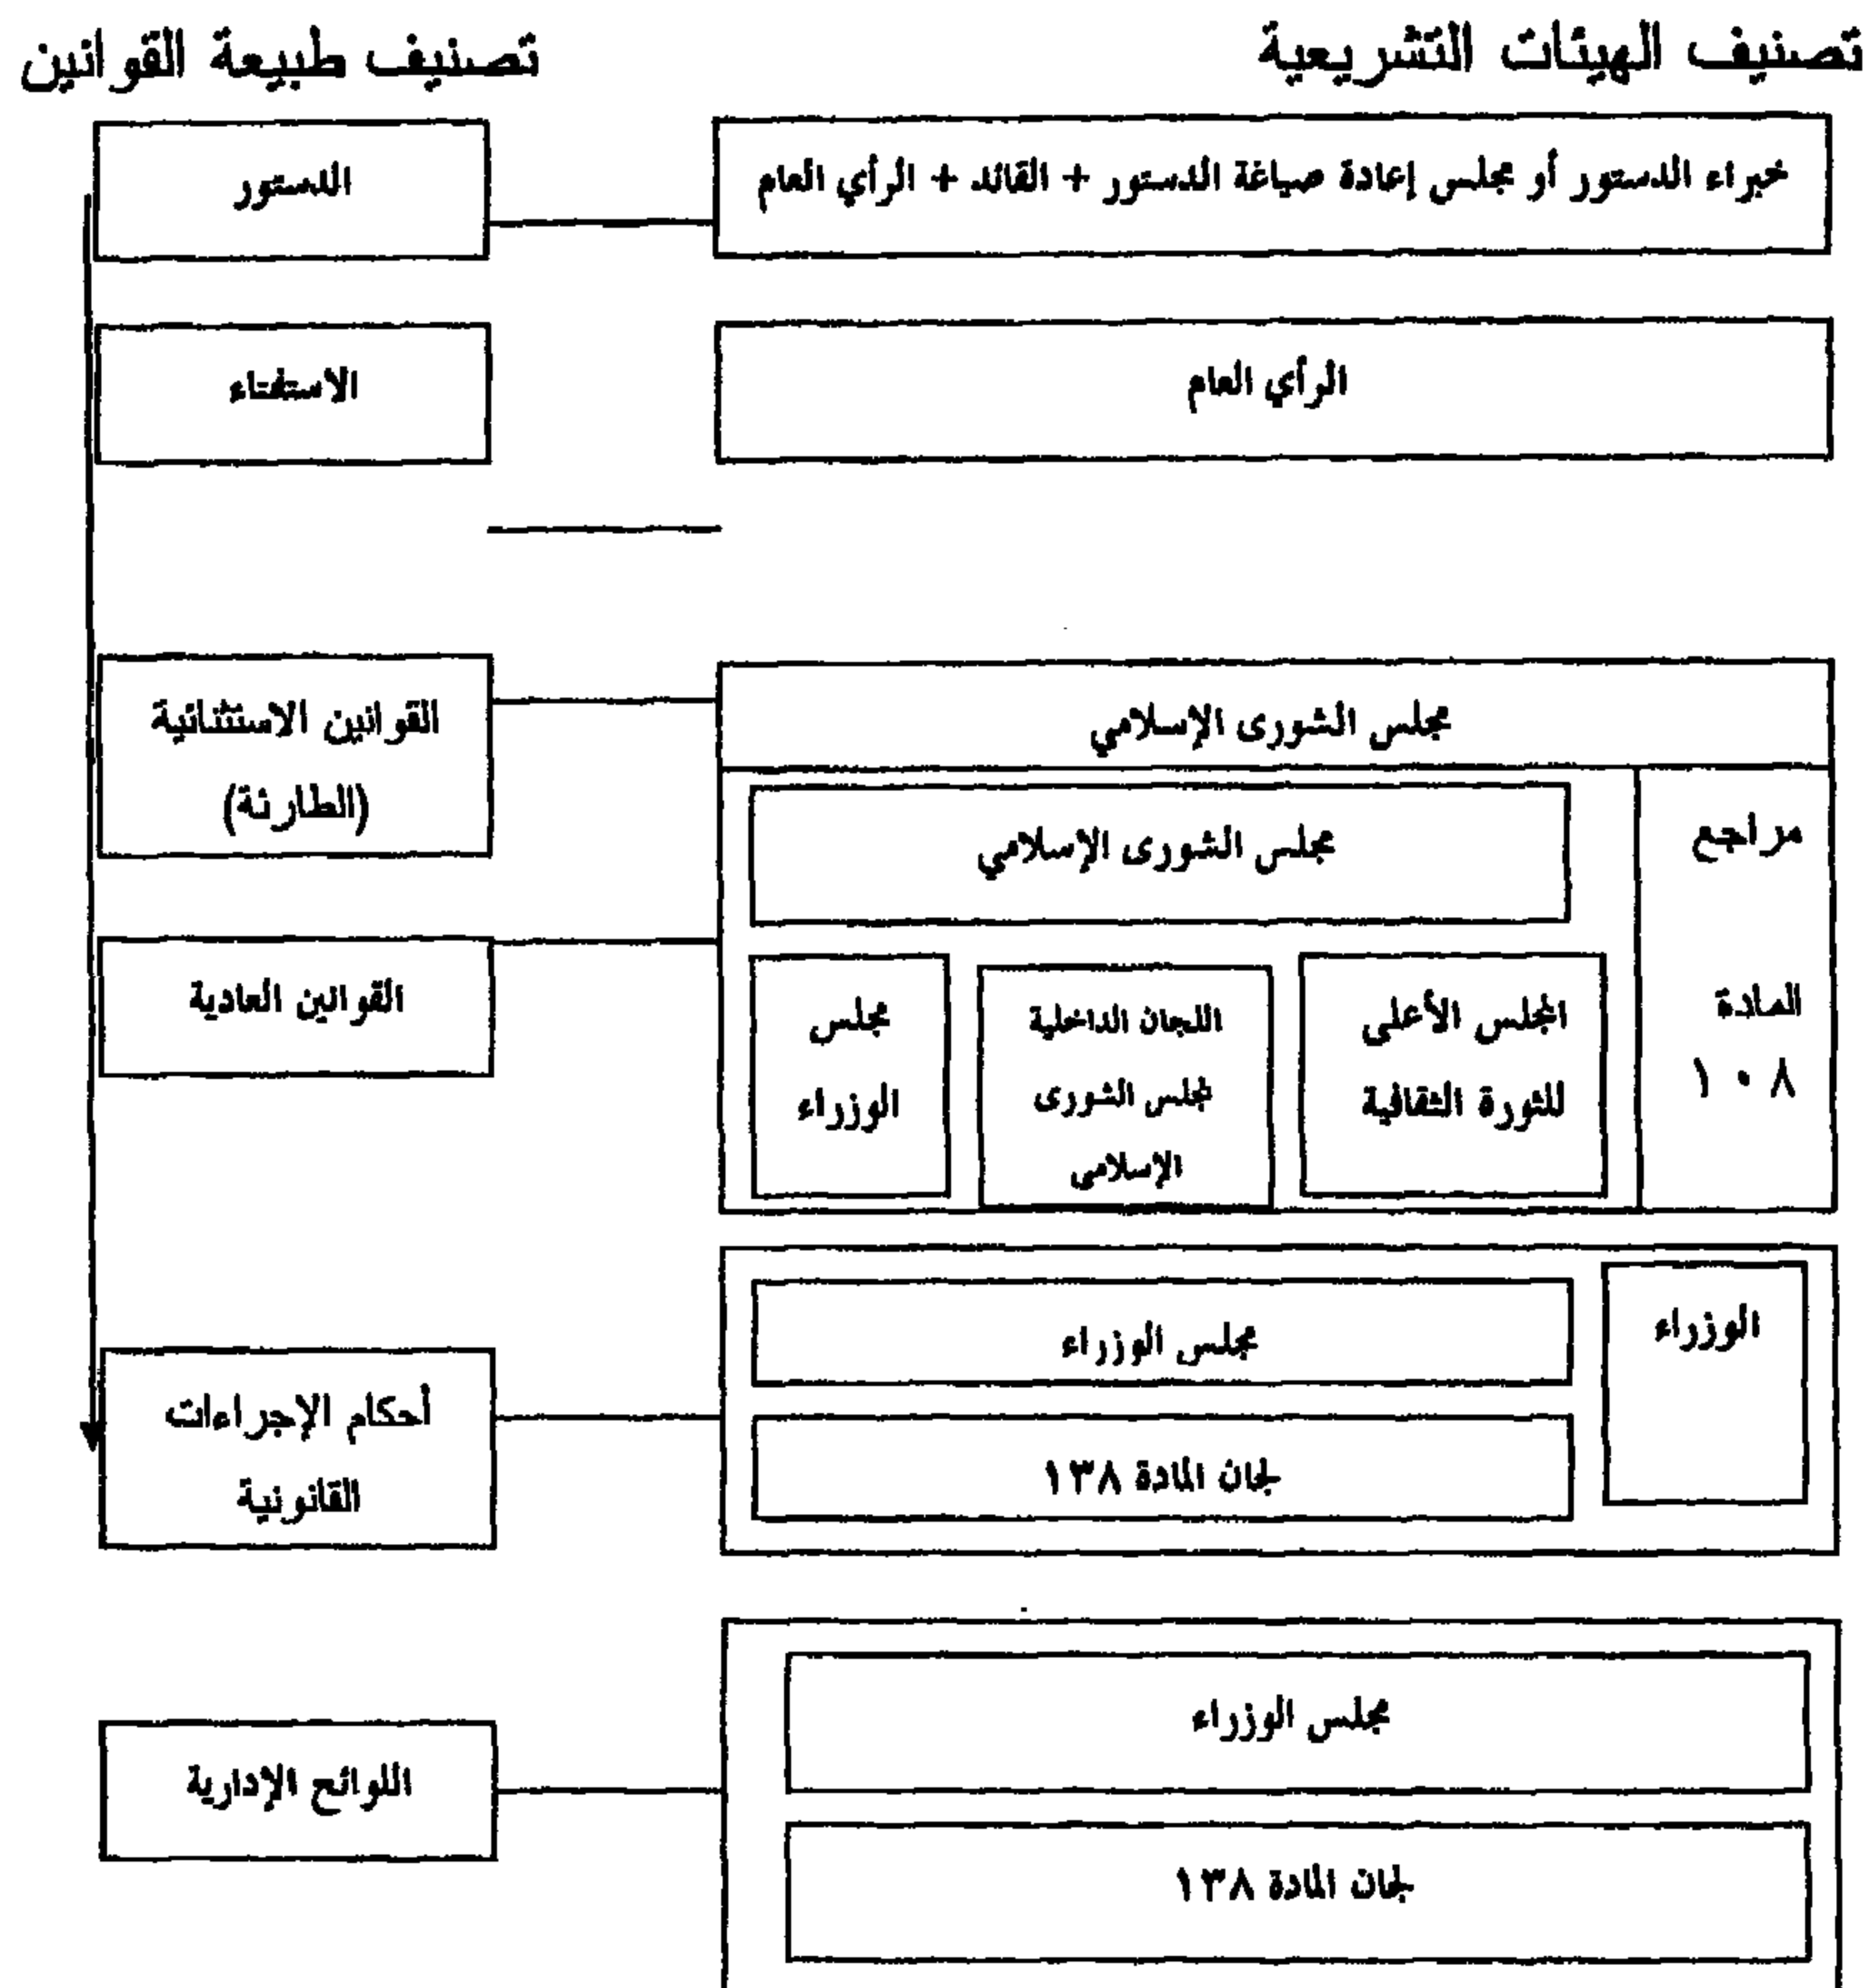 تصنيف الهيئات التشريعية
تصنيف طبيعة القوانين
خبراء الدستور أو مجلس إعادة صياغة الدستور + القائد + الرأي العام
الدستور
الرأي العام
الاستفتاء
مجلس الشورى الإسلامي
القوانين الاستثنائية
(الطارئة)
مراجع
المادة
١٠٨
مجلس الشورى الإسلامي
المجلس الأعلى
للثورة الثقافية
اللجان الداخلية
لمجلس الشورى
الإسلامي
مجلس
الوزراء
القوانين العادية
الوزراء
مجلس الوزراء
لجان المادة ١٣٨
أحكام الإجراءات
القانونية
مجلس الوزراء
لجان المادة ١٣٨
اللوائح الإدارية